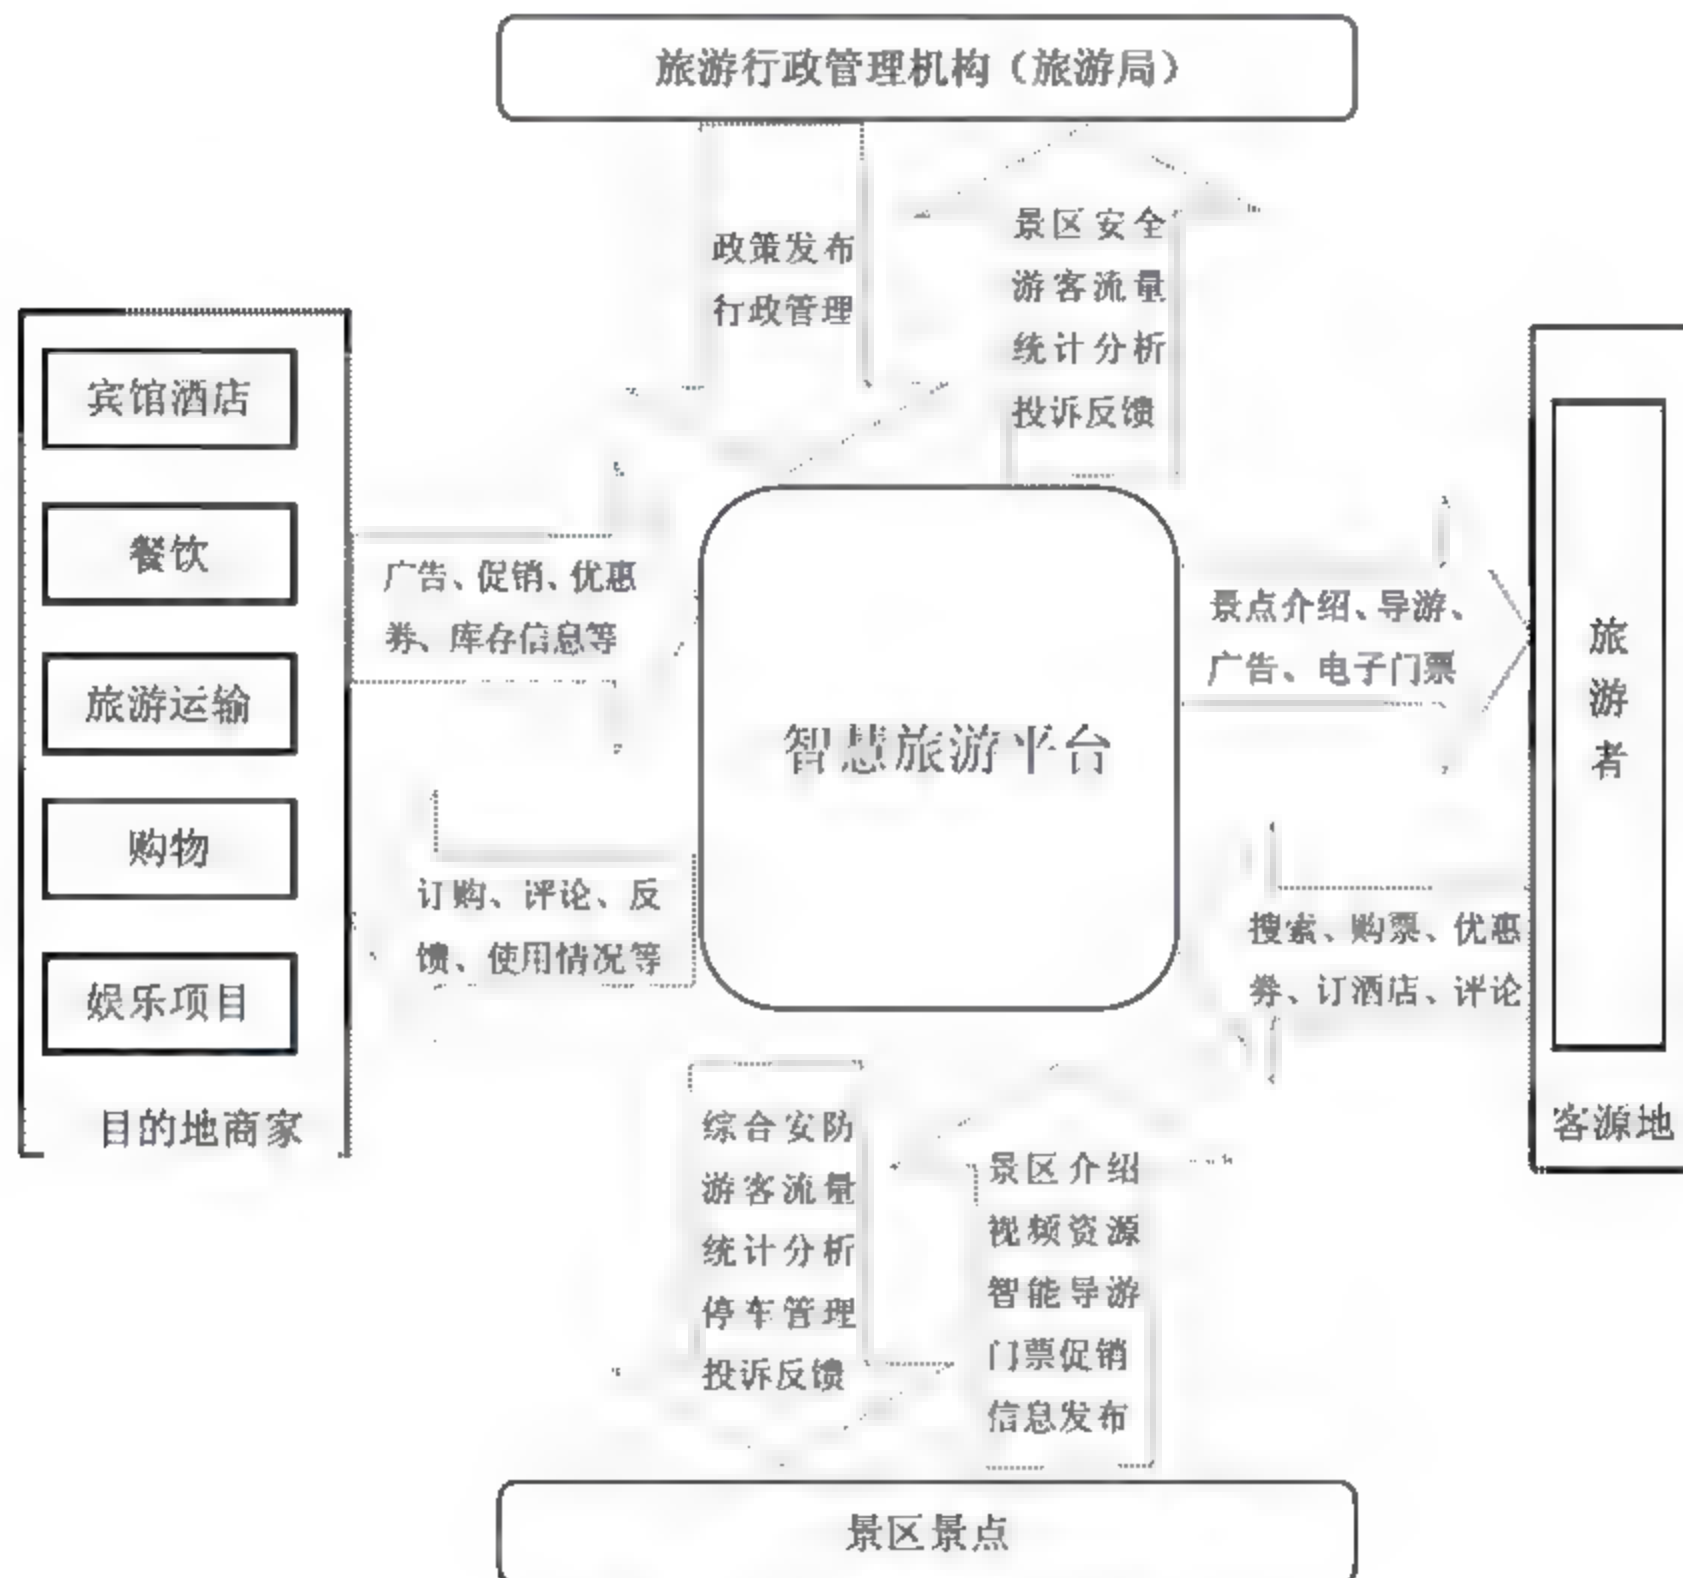 旅游行政管理机构（旅游局）
政策发布
行政管理
景区安全
游客流量
统计分析
投诉反馈
宾馆酒店
餐饮
旅游运输
购物
娱乐项目
目的地商家
广告、促销、优惠
券、库存信息等
订购、评论、反
馈、使用情况等
智慧旅游平台
景点介绍、导游、
广告、电子门票
搜索、购票、优惠
券、订酒店、评论
旅
游
者
客源地
综合安防
游客流量
统计分析
停车管理
投诉反馈
景区介绍
视频资源
智能导游
门票促销
信息发布
景区景点